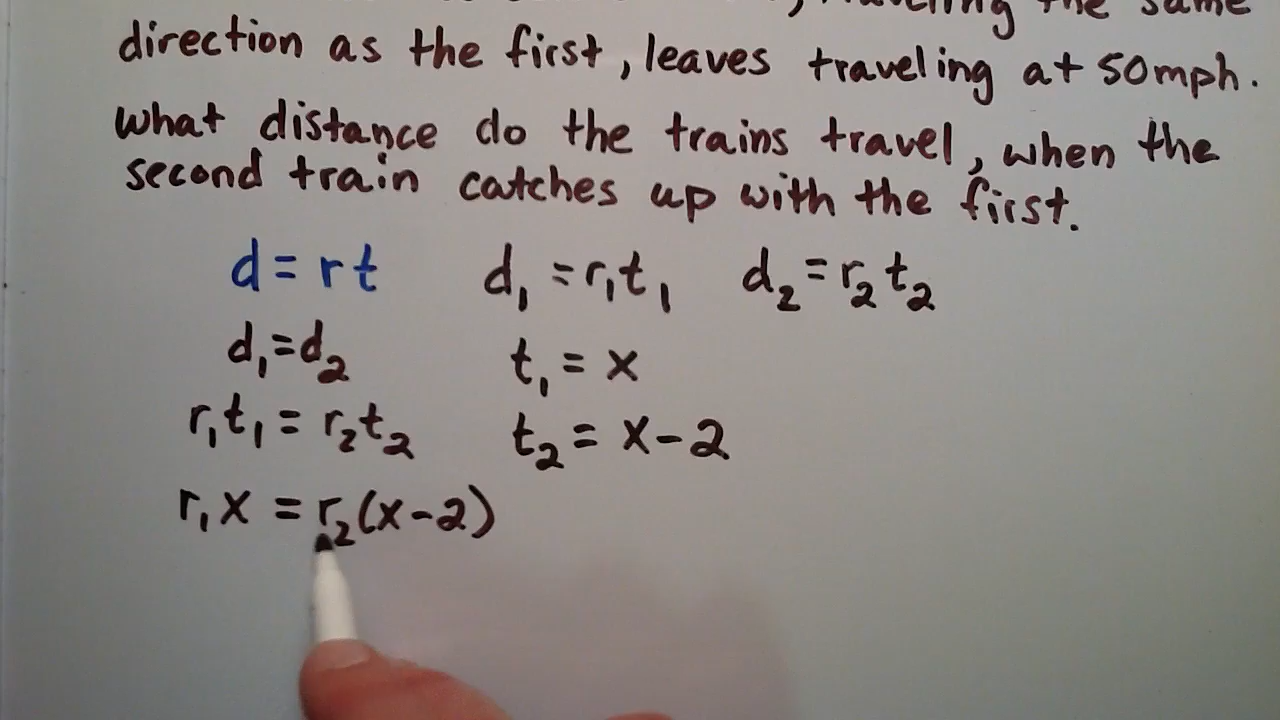 the same
direction as the first, leaves traveling at 50mph.
what distance do the trains travel, when the
second train catches up with the first.
d = rt d₁ = r₁t₁ d₂ = r₂t₂
d₁ = d₂ t₁ = x
r₁t₁ = r₂t₂ t₂ = x - 2
r₁x = r₂(x - 2)